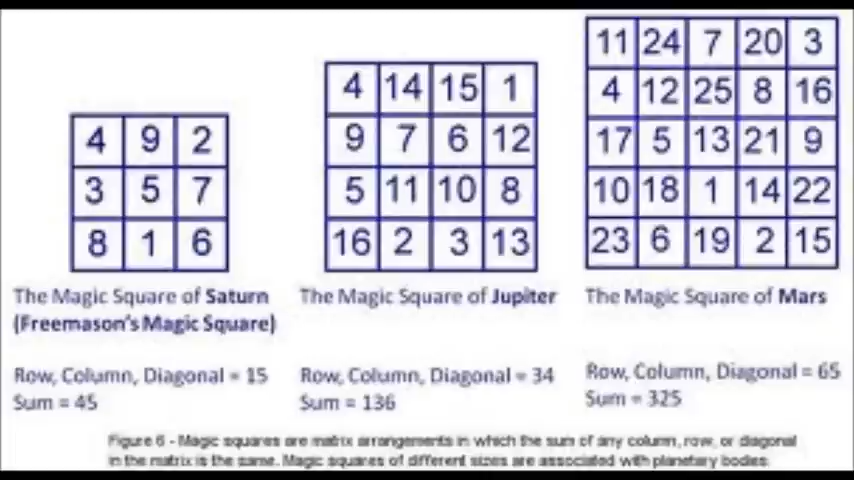 4 9 2
3 5 7
8 1 6
The Magic Square of Saturn
(Freemason's Magic Square)
Row, Column, Diagonal = 15
Sum = 45
4 14 15 1
9 7 6 12
5 11 10 8
16 2 3 13
The Magic Square of Jupiter
Row, Column, Diagonal = 34
Sum = 136
11 24 7 20 3
4 12 25 8 16
17 5 13 21 9
10 18 1 14 22
23 6 19 2 15
The Magic Square of Mars
Row, Column, Diagonal = 65
Sum = 325
Figure 6 - Magic squares are matrix arrangements in which the sum of any column, row, or diagonal
in the matrix is the same. Magic squares of different sizes are associated with planetary bodies.